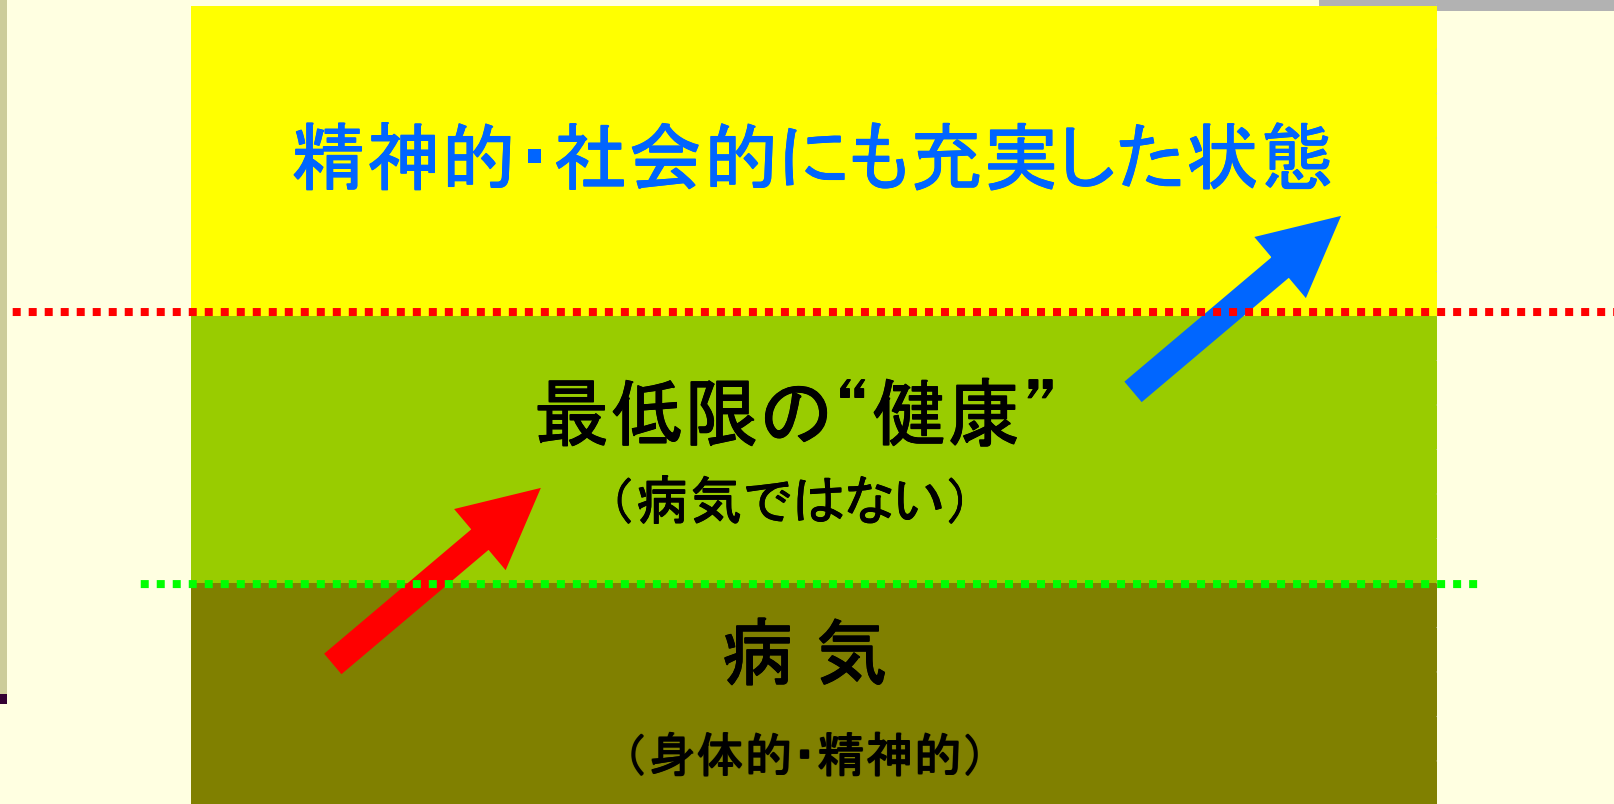 精神的・社会的にも充実した状態
最低限の“健康”
（病気ではない）
病 気
（身体的・精神的）